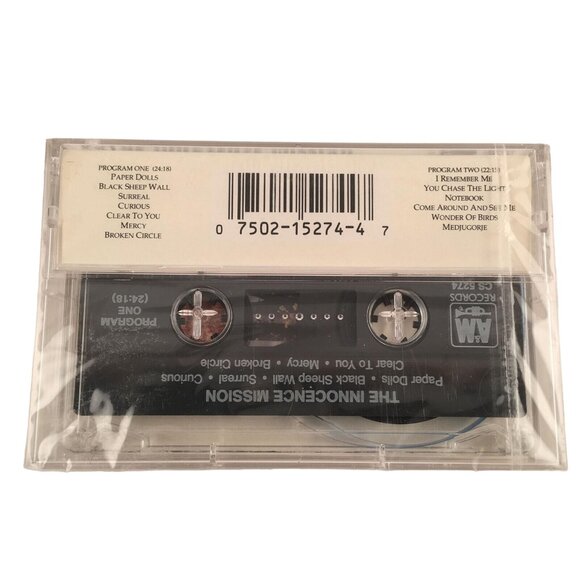 PROGRAM ONE (24:18)
PAPER DOLLS
BLACK SHEEP WALL
SURREAL
CURIOUS
CLEAR TO YOU
MERCY
BROKEN CIRCLE
0 7502-15274-4 7
PROGRAM TWO (22:15)
I REMEMBER ME
YOU CHASE THE LIGHT
NOTEBOOK
COME AROUND AND SEE ME
WONDER OF BIRDS
MEDJUGORJE
THE INNOCENCE MISSION
Paper Dolls • Black Sheep Wall • Surreal • Curious
Clear To You • Mercy • Broken Circle
A&M
RECORDS
CS 5274
PROGRAM
ONE
(24:18)